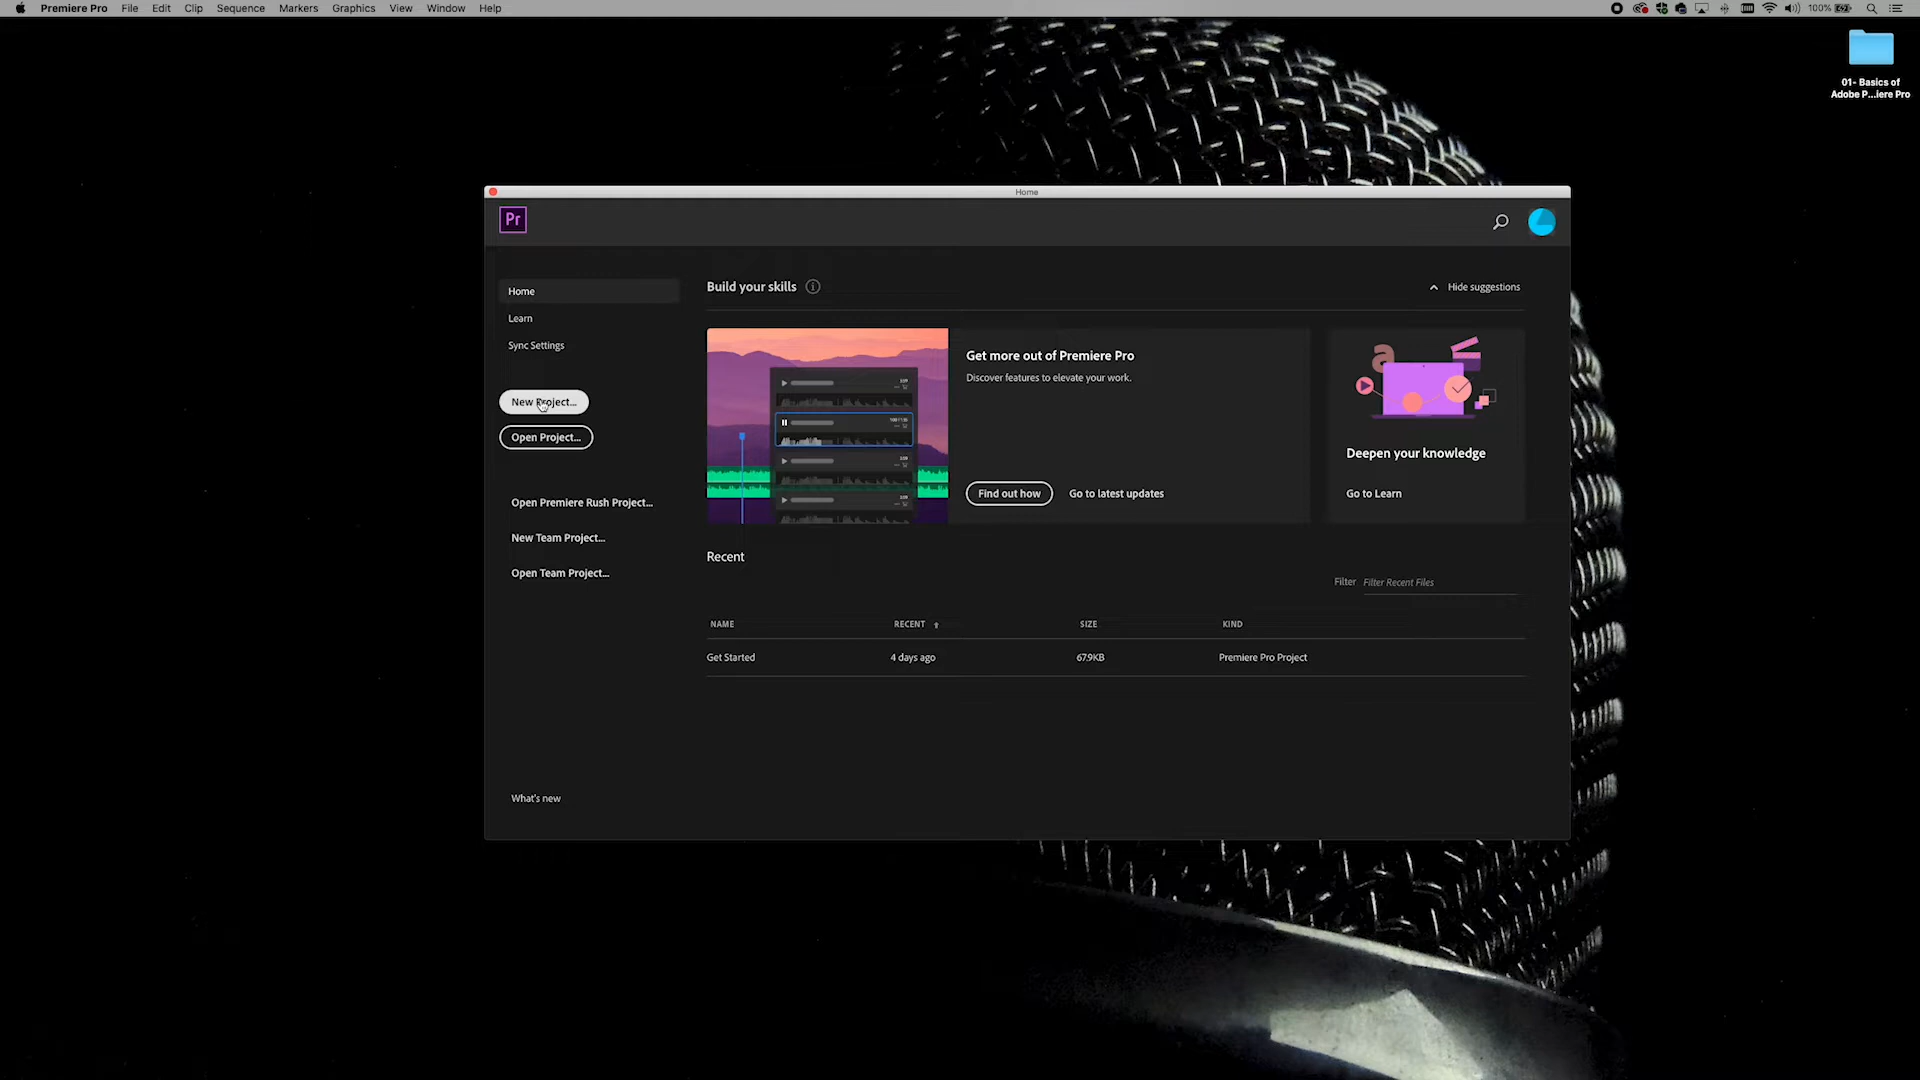 Premiere Pro File Edit Clip Sequence Markers Graphics View Window Help
100%
01- Basics of
Adobe P...iere Pro
Home
Pr
Home
Learn
Sync Settings
New Project...
Open Project...
Open Premiere Rush Project...
New Team Project...
Open Team Project...
What's new
Build your skills
Hide suggestions
Get more out of Premiere Pro
Discover features to elevate your work.
Find out how Go to latest updates
Deepen your knowledge
Go to Learn
Recent
Filter Filter Recent Files
NAME RECENT SIZE KIND
Get Started 4 days ago 67.9KB Premiere Pro Project